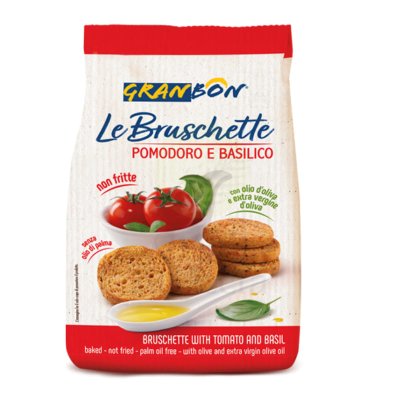 GRANBON
Le Bruschette
POMODORO E BASILICO
non fritte
con olio d'oliva
e extra vergine
d'oliva
senza
olio di palma
BRUSCHETTE WITH TOMATO AND BASIL
baked - not fried - palm oil free - with olive and extra virgin olive oil